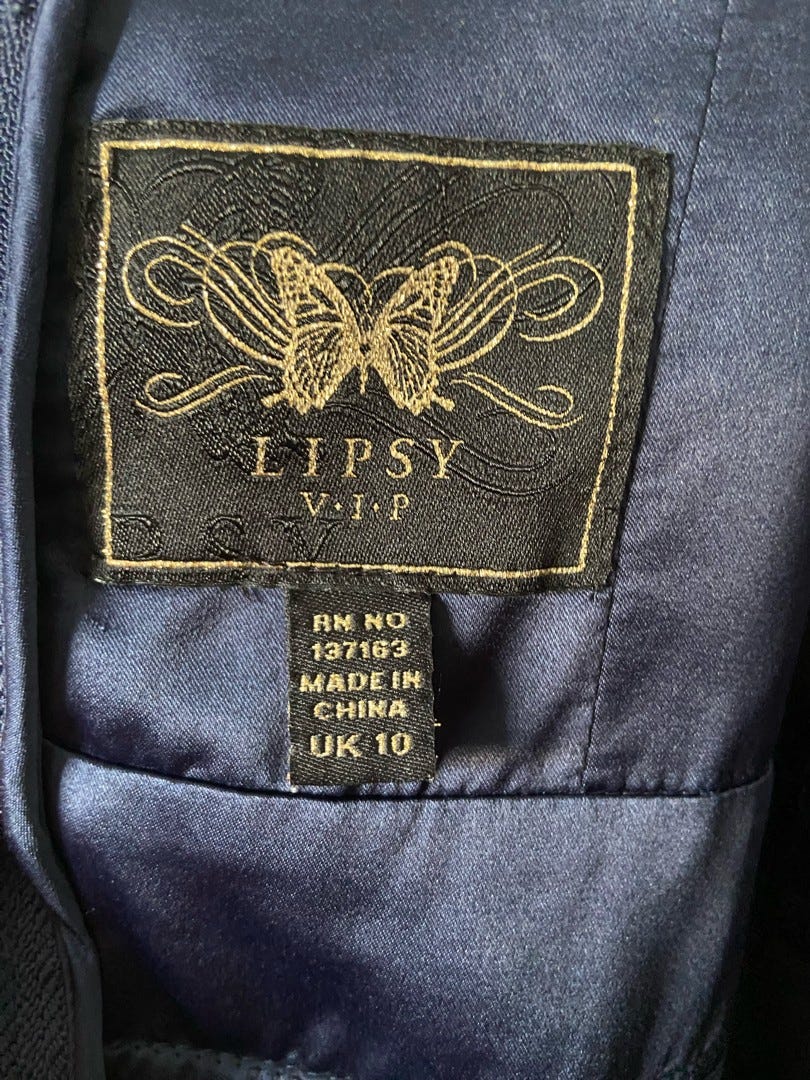 LIPSY
V·I·P
RN NO
137163
MADE IN
CHINA
UK 10